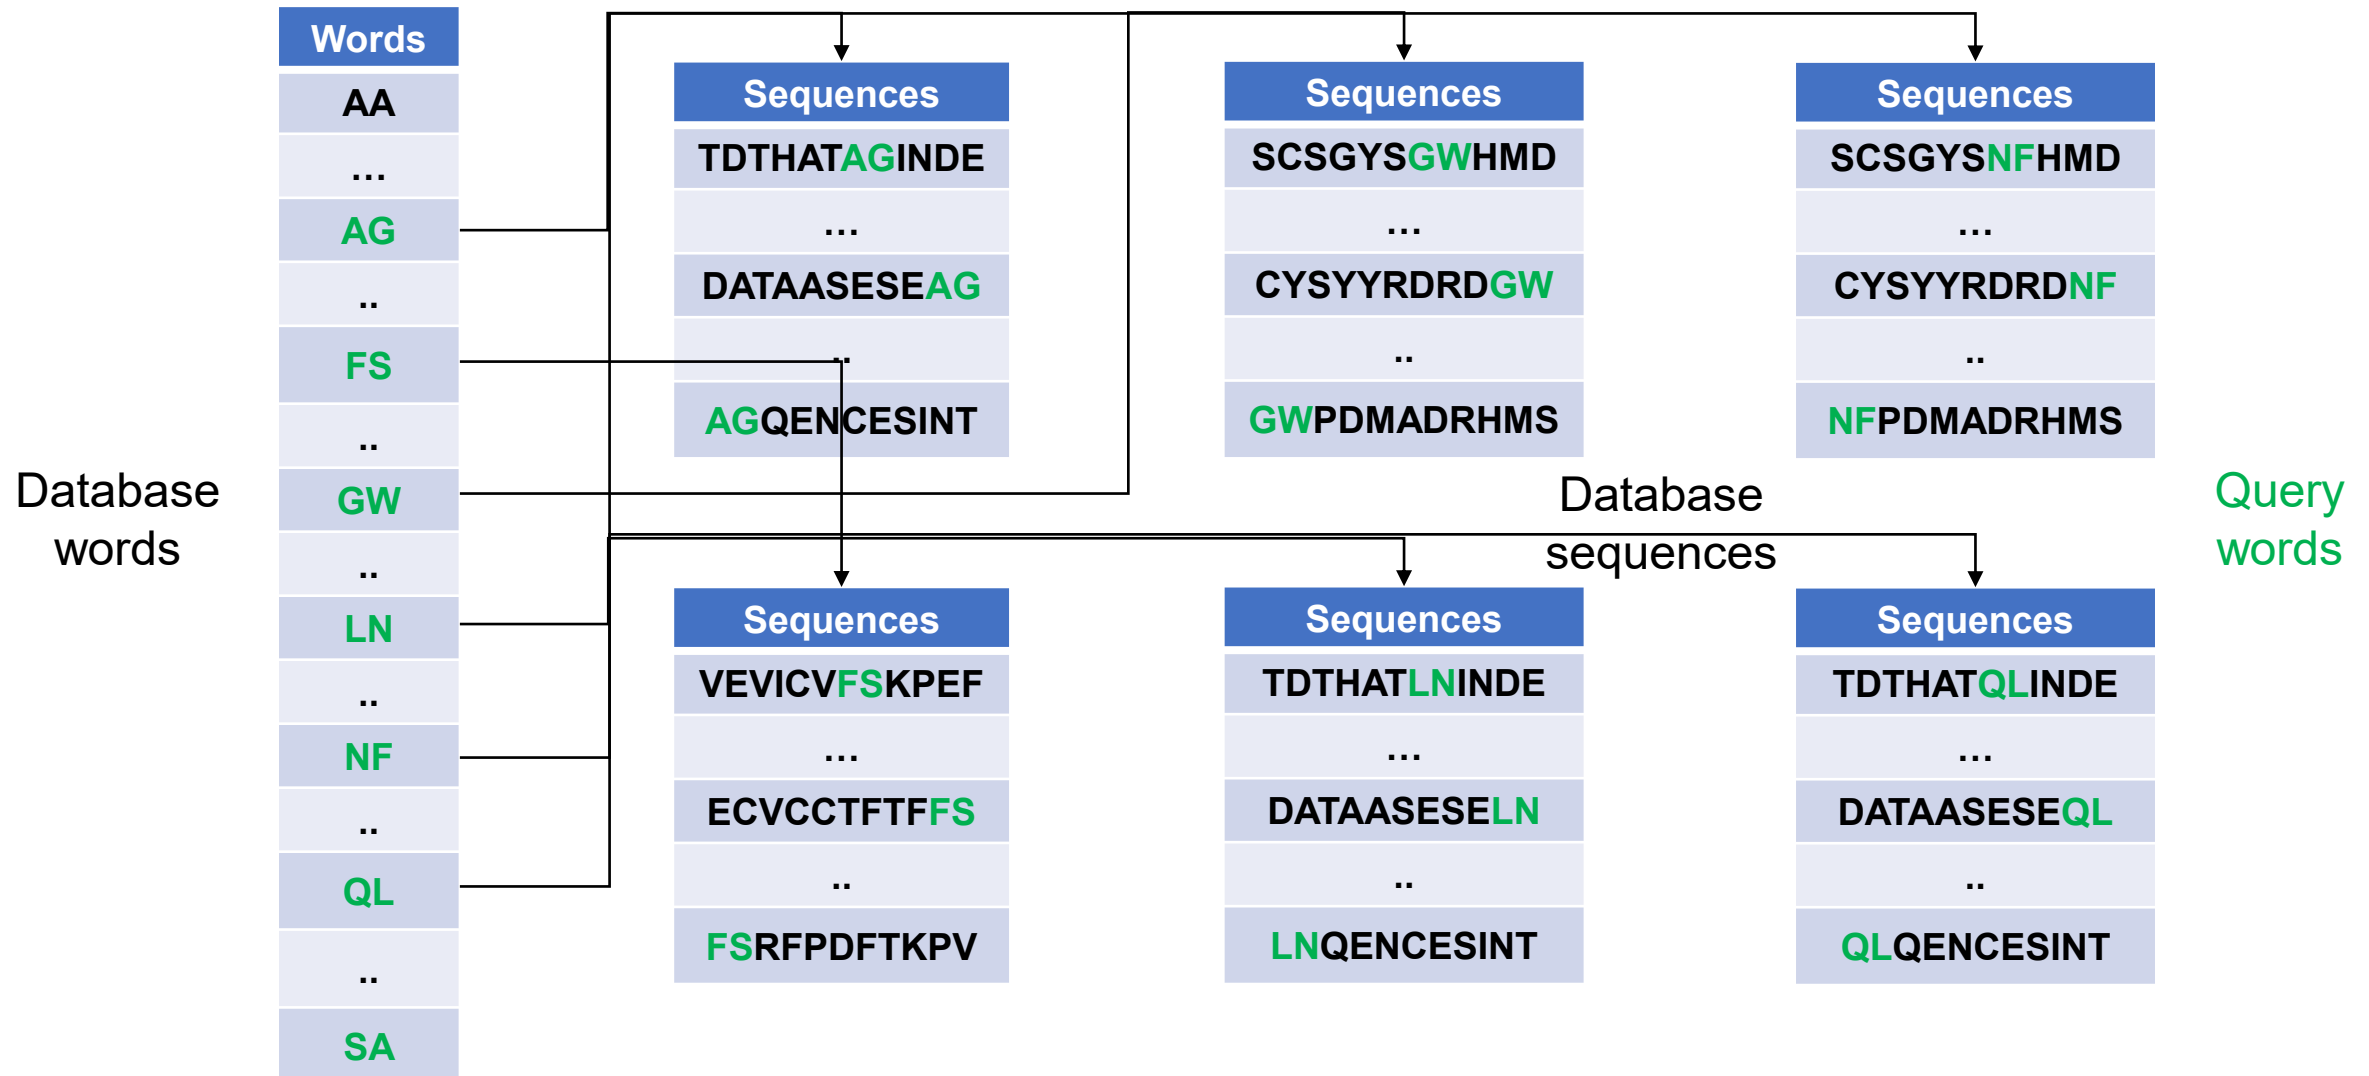 Database
words
Words
AA
...
AG
..
FS
..
GW
..
LN
..
NF
..
QL
..
SA
Sequences
TDTHATAGINDE
...
DATAASESEAG
..
AGQENCESINT
Sequences
SCSGYSGWHMD
...
CYSYYRDRDGW
..
GWPDMADRHMS
Sequences
SCSGYSNFHMD
...
CYSYYRDRDNF
..
NFPDMADRHMS
Database
sequences
Query
words
Sequences
VEVICVFSKPEF
...
ECVCCTFTFFS
..
FSRFPDFTKPV
Sequences
TDTHATLNINDE
...
DATAASESELN
..
LNQENCESINT
Sequences
TDTHATQLINDE
...
DATAASESEQL
..
QLQENCESINT